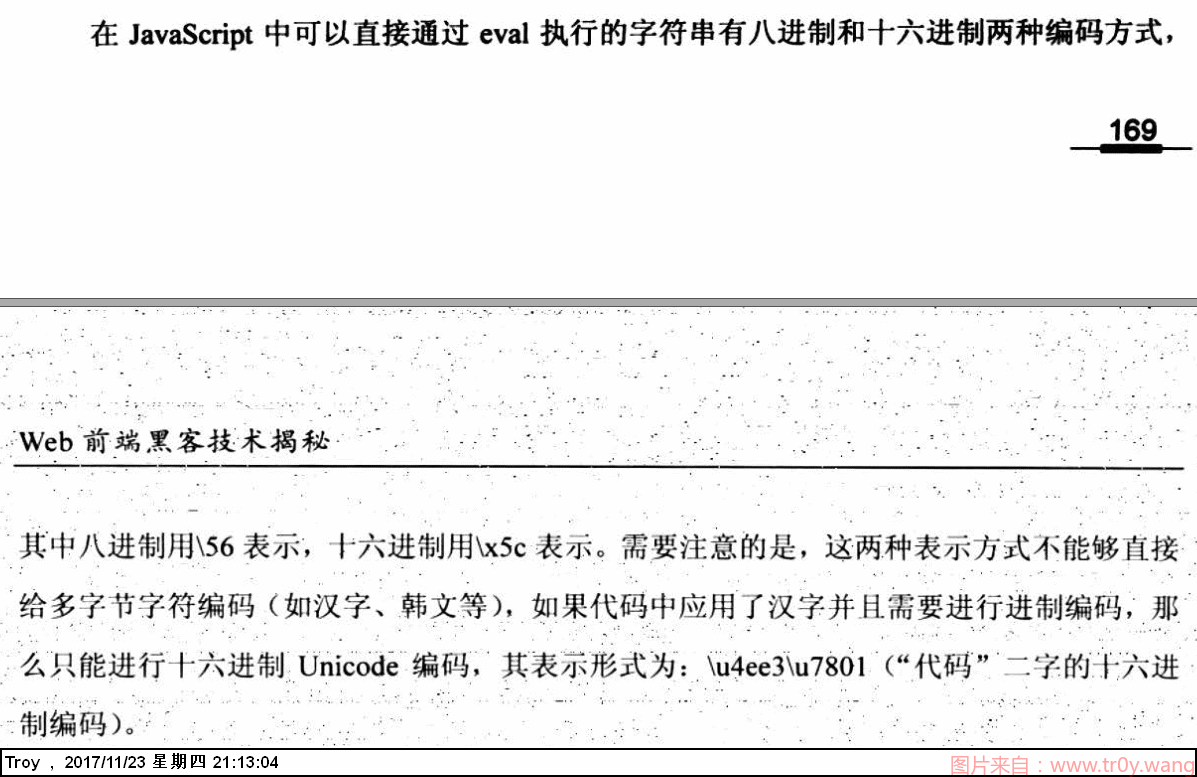 在 JavaScript 中可以直接通过 eval 执行的字符串有八进制和十六进制两种编码方式，
169
Web 前端黑客技术揭秘
其中八进制用\56 表示，十六进制用\x5c 表示。需要注意的是，这两种表示方式不能够直接
给多字节字符编码（如汉字、韩文等），如果代码中应用了汉字并且需要进行进制编码，那
么只能进行十六进制 Unicode 编码，其表示形式为：\u4ee3\u7801（“代码”二字的十六进
制编码）。
Troy , 2017/11/23 星期四 21:13:04
图片来自：www.tr0y.wang